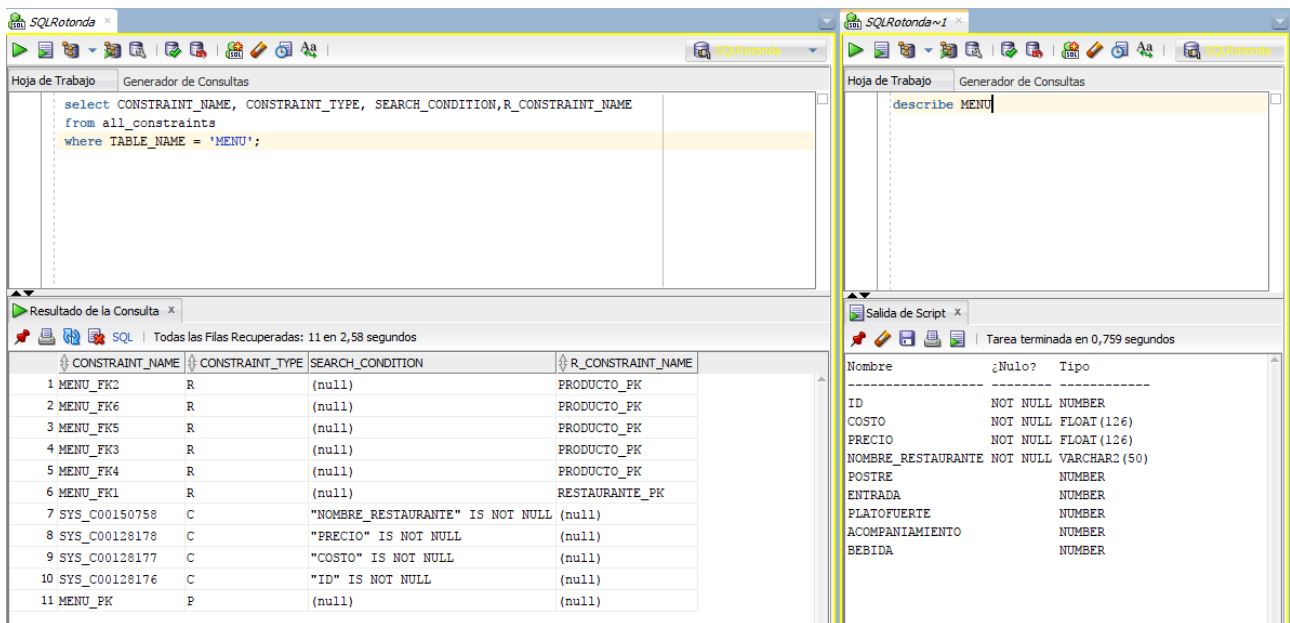 SQLRotonda
Hoja de Trabajo Generador de Consultas
select CONSTRAINT_NAME, CONSTRAINT_TYPE, SEARCH_CONDITION,R_CONSTRAINT_NAME
from all_constraints
where TABLE_NAME = 'MENU';
Resultado de la Consulta x
SQL | Todas las Filas Recuperadas: 11 en 2,58 segundos
CONSTRAINT_NAME CONSTRAINT_TYPE SEARCH_CONDITION R_CONSTRAINT_NAME
1 MENU_FK2 R (null) PRODUCTO_PK
2 MENU_FK6 R (null) PRODUCTO_PK
3 MENU_FK5 R (null) PRODUCTO_PK
4 MENU_FK3 R (null) PRODUCTO_PK
5 MENU_FK4 R (null) PRODUCTO_PK
6 MENU_FK1 R (null) RESTAURANTE_PK
7 SYS_C00150758 C "NOMBRE_RESTAURANTE" IS NOT NULL (null)
8 SYS_C00128178 C "PRECIO" IS NOT NULL (null)
9 SYS_C00128177 C "COSTO" IS NOT NULL (null)
10 SYS_C00128176 C "ID" IS NOT NULL (null)
11 MENU_PK P (null) (null)
SQLRotonda~1
Hoja de Trabajo Generador de Consultas
describe MENU
Salida de Script x
Tarea terminada en 0,759 segundos
Nombre ¿Nulo? Tipo
------------------ -------- ------------
ID NOT NULL NUMBER
COSTO NOT NULL FLOAT(126)
PRECIO NOT NULL FLOAT(126)
NOMBRE_RESTAURANTE NOT NULL VARCHAR2(50)
POSTRE NUMBER
ENTRADA NUMBER
PLATOFUERTE NUMBER
ACOMPANIAMIENTO NUMBER
BEBIDA NUMBER